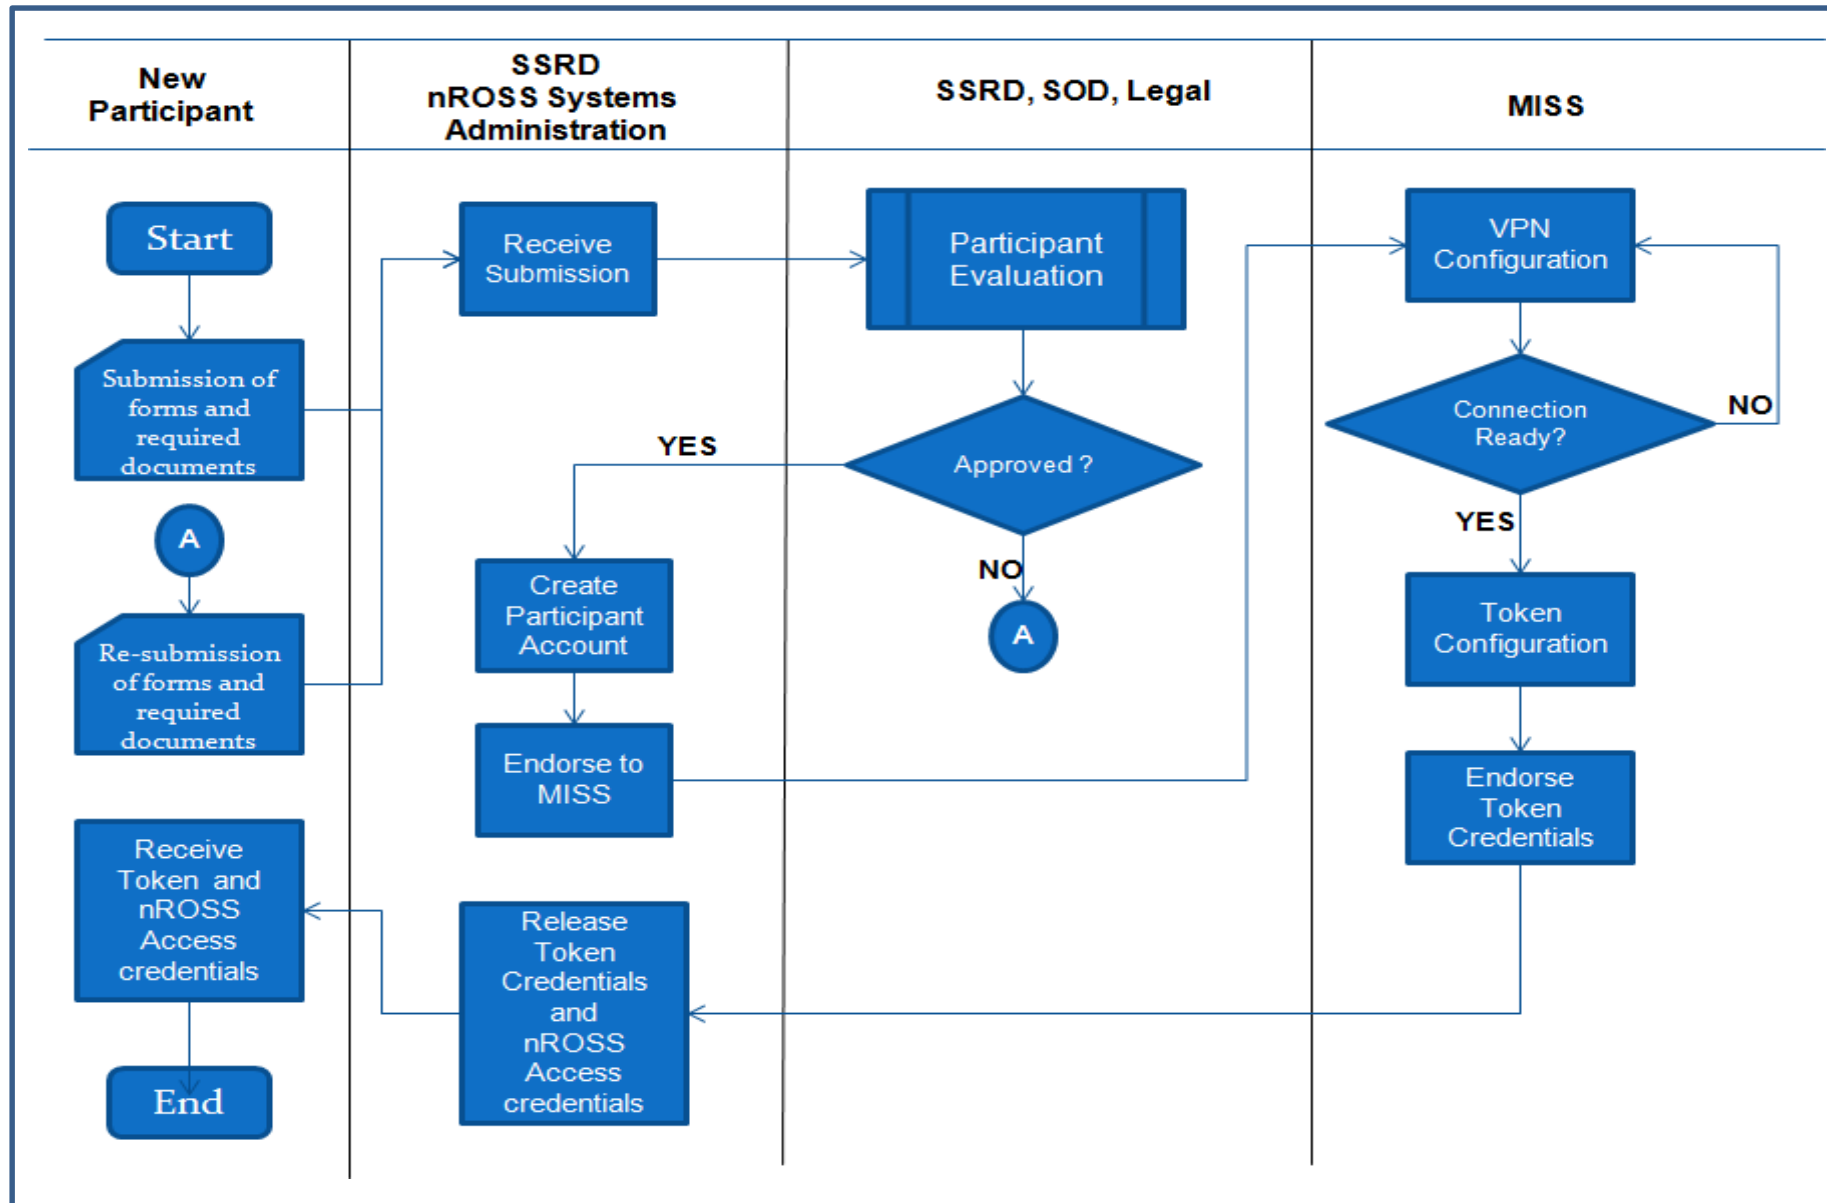 New
Participant
SSRD
nROSS Systems
Administration
SSRD, SOD, Legal
MISS
Start
Submission of
forms and
required
documents
A
Re-submission
of forms and
required
documents
Receive
Token and
nROSS
Access
credentials
End
Receive
Submission
YES
Create
Participant
Account
Endorse to
MISS
Release
Token
Credentials
and
nROSS
Access
credentials
Participant
Evaluation
Approved ?
NO
A
VPN
Configuration
Connection
Ready?
NO
YES
Token
Configuration
Endorse
Token
Credentials